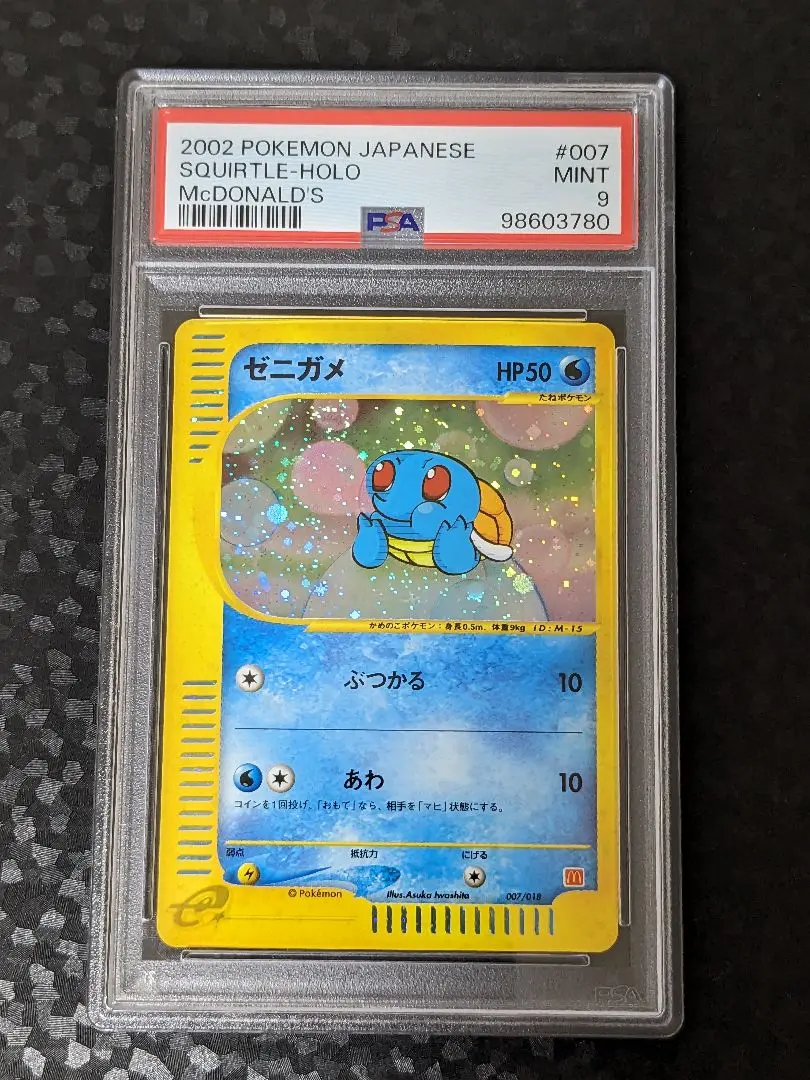 2002 POKEMON JAPANESE #007
SQUIRTLE-HOLO MINT
McDONALD'S 9
PSA 98603780
ゼニガメ HP50
たねポケモン
かめのこポケモン：身長0.5m、体重9kg ID：M-15
ぶつかる 10
あわ 10
コインを1回投げ、「おもて」なら、相手を「マヒ」状態にする。
弱点 抵抗力 にげる
©Pokémon Illus.Asuka Iwashita 007/018
e
PSA